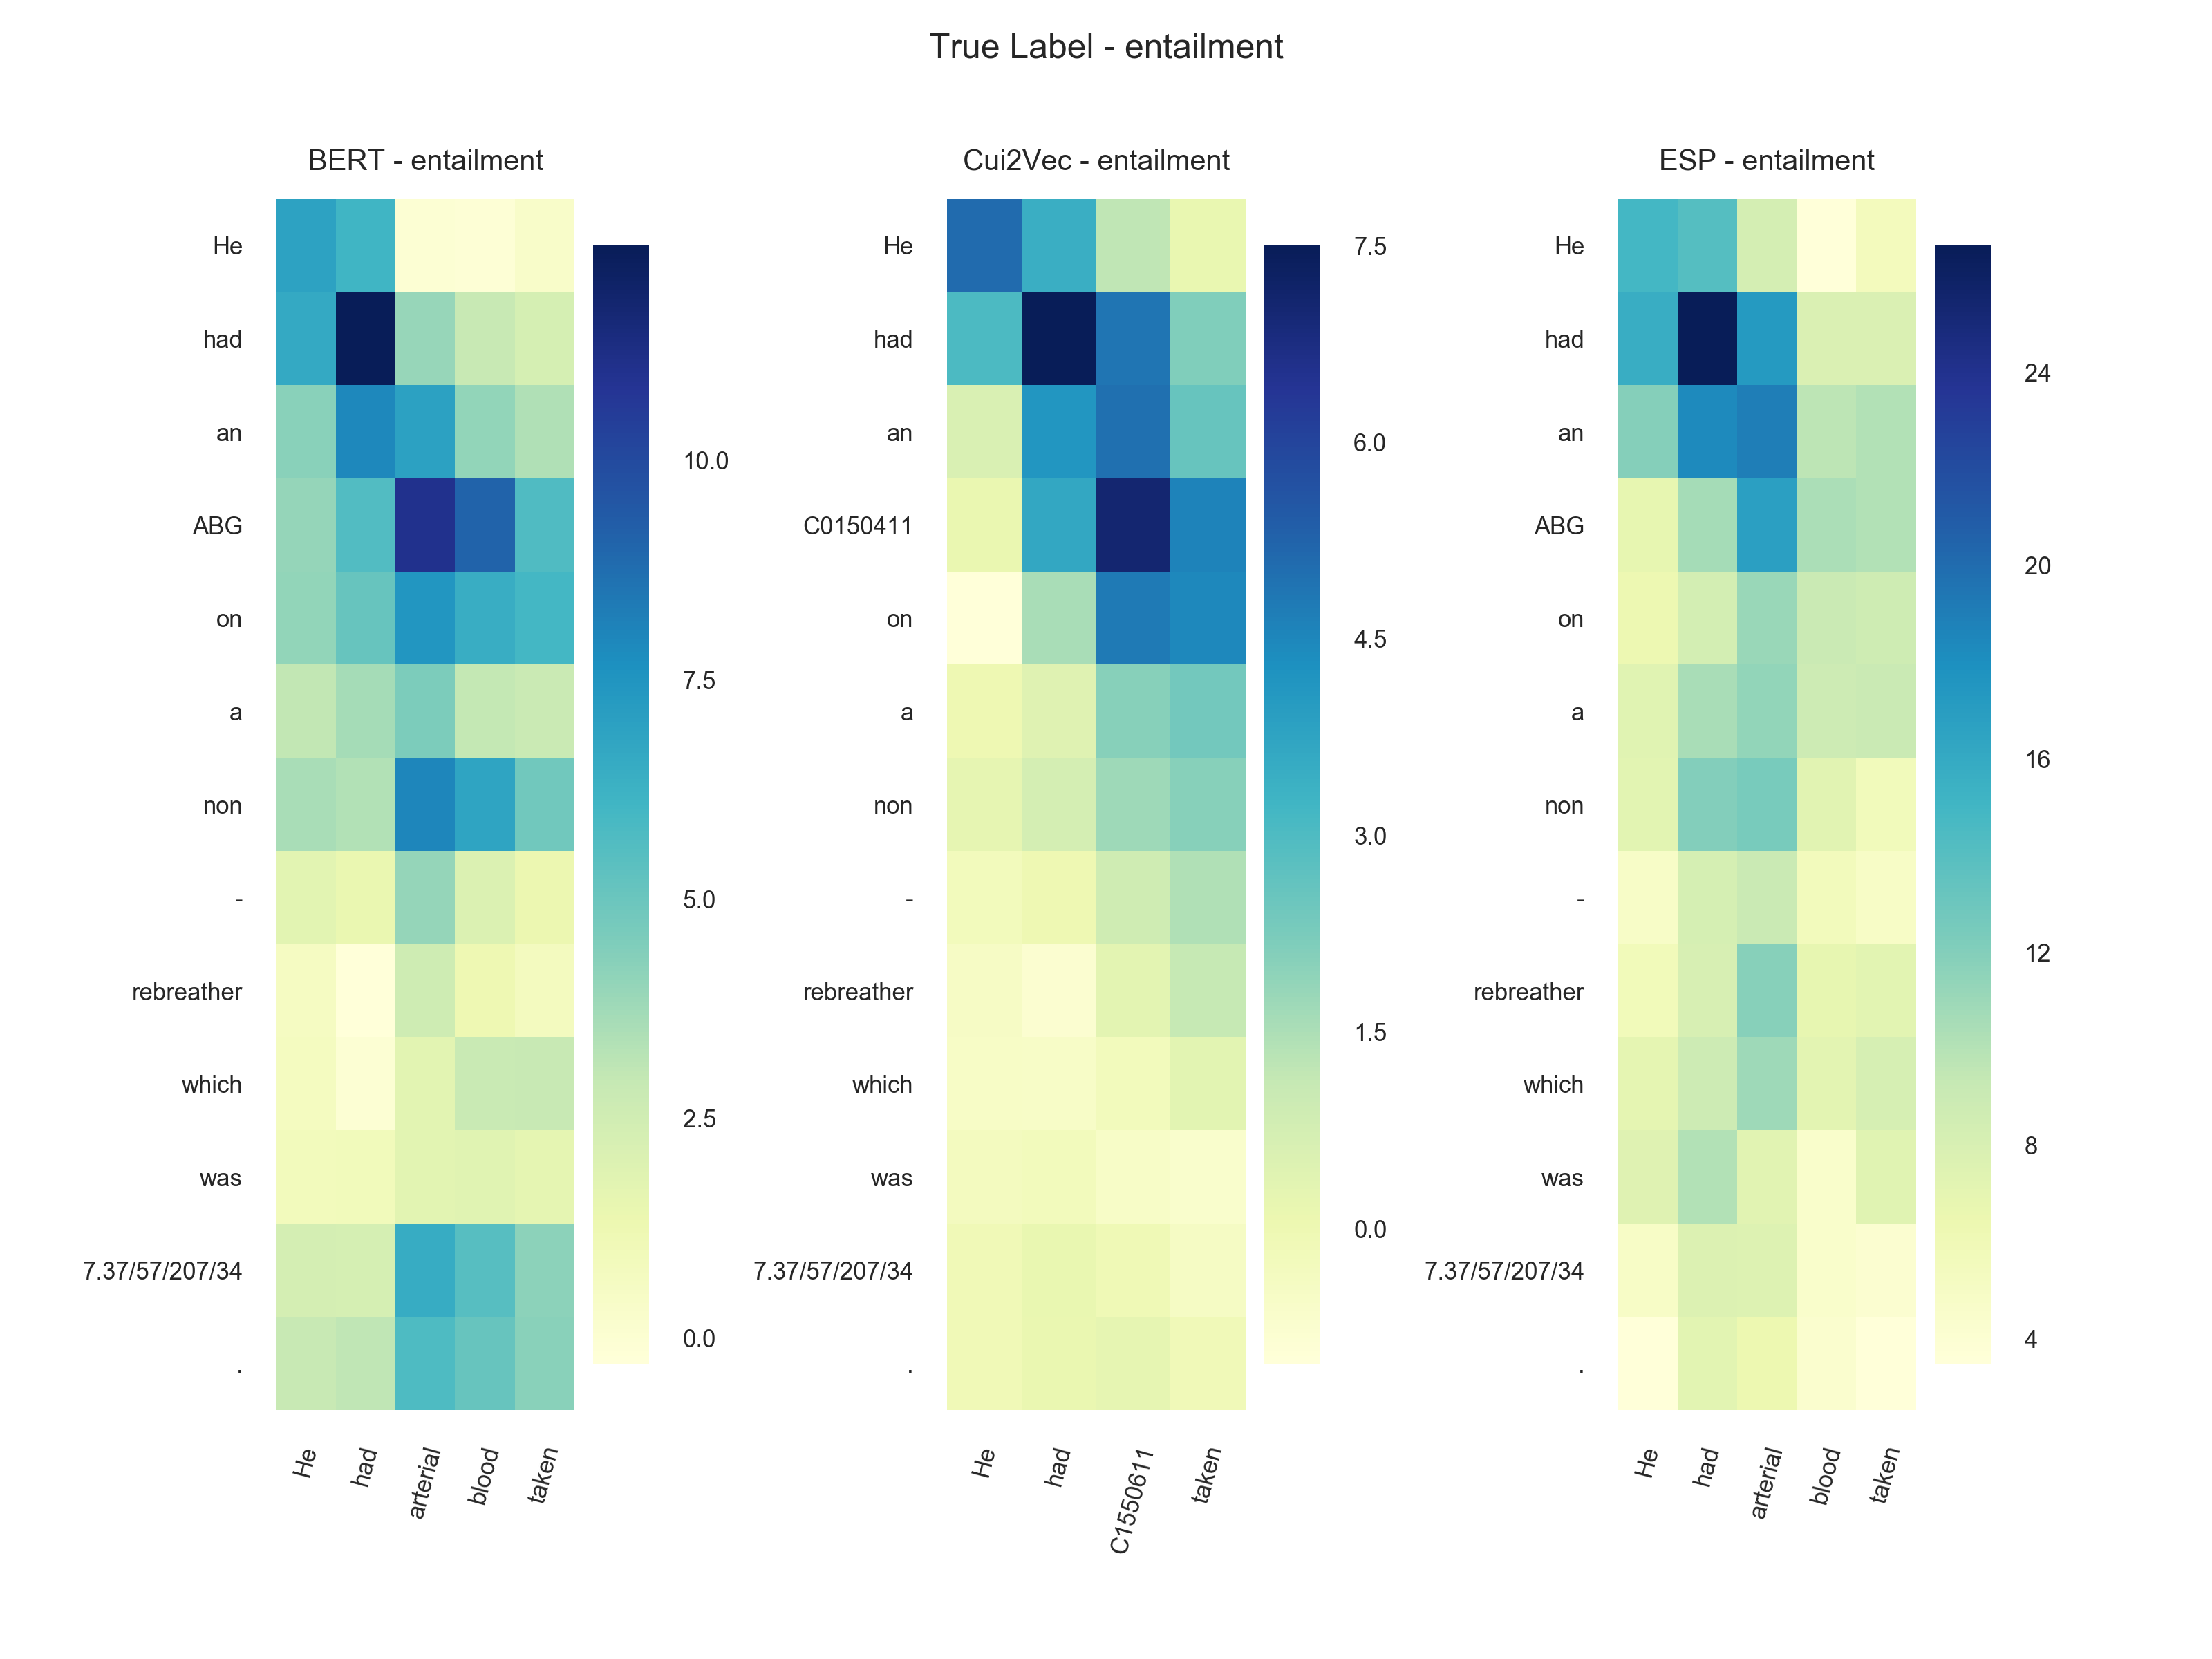 True Label - entailment
BERT - entailment
He
had
an
ABG
on
a
non
-
rebreather
which
was
7.37/57/207/34
.
He
had
arterial
blood
taken
10.0
7.5
5.0
2.5
0.0
Cui2Vec - entailment
He
had
an
C0150411
on
a
non
-
rebreather
which
was
7.37/57/207/34
.
He
had
C1550611
taken
7.5
6.0
4.5
3.0
1.5
0.0
ESP - entailment
He
had
an
ABG
on
a
non
-
rebreather
which
was
7.37/57/207/34
.
He
had
arterial
blood
taken
24
20
16
12
8
4